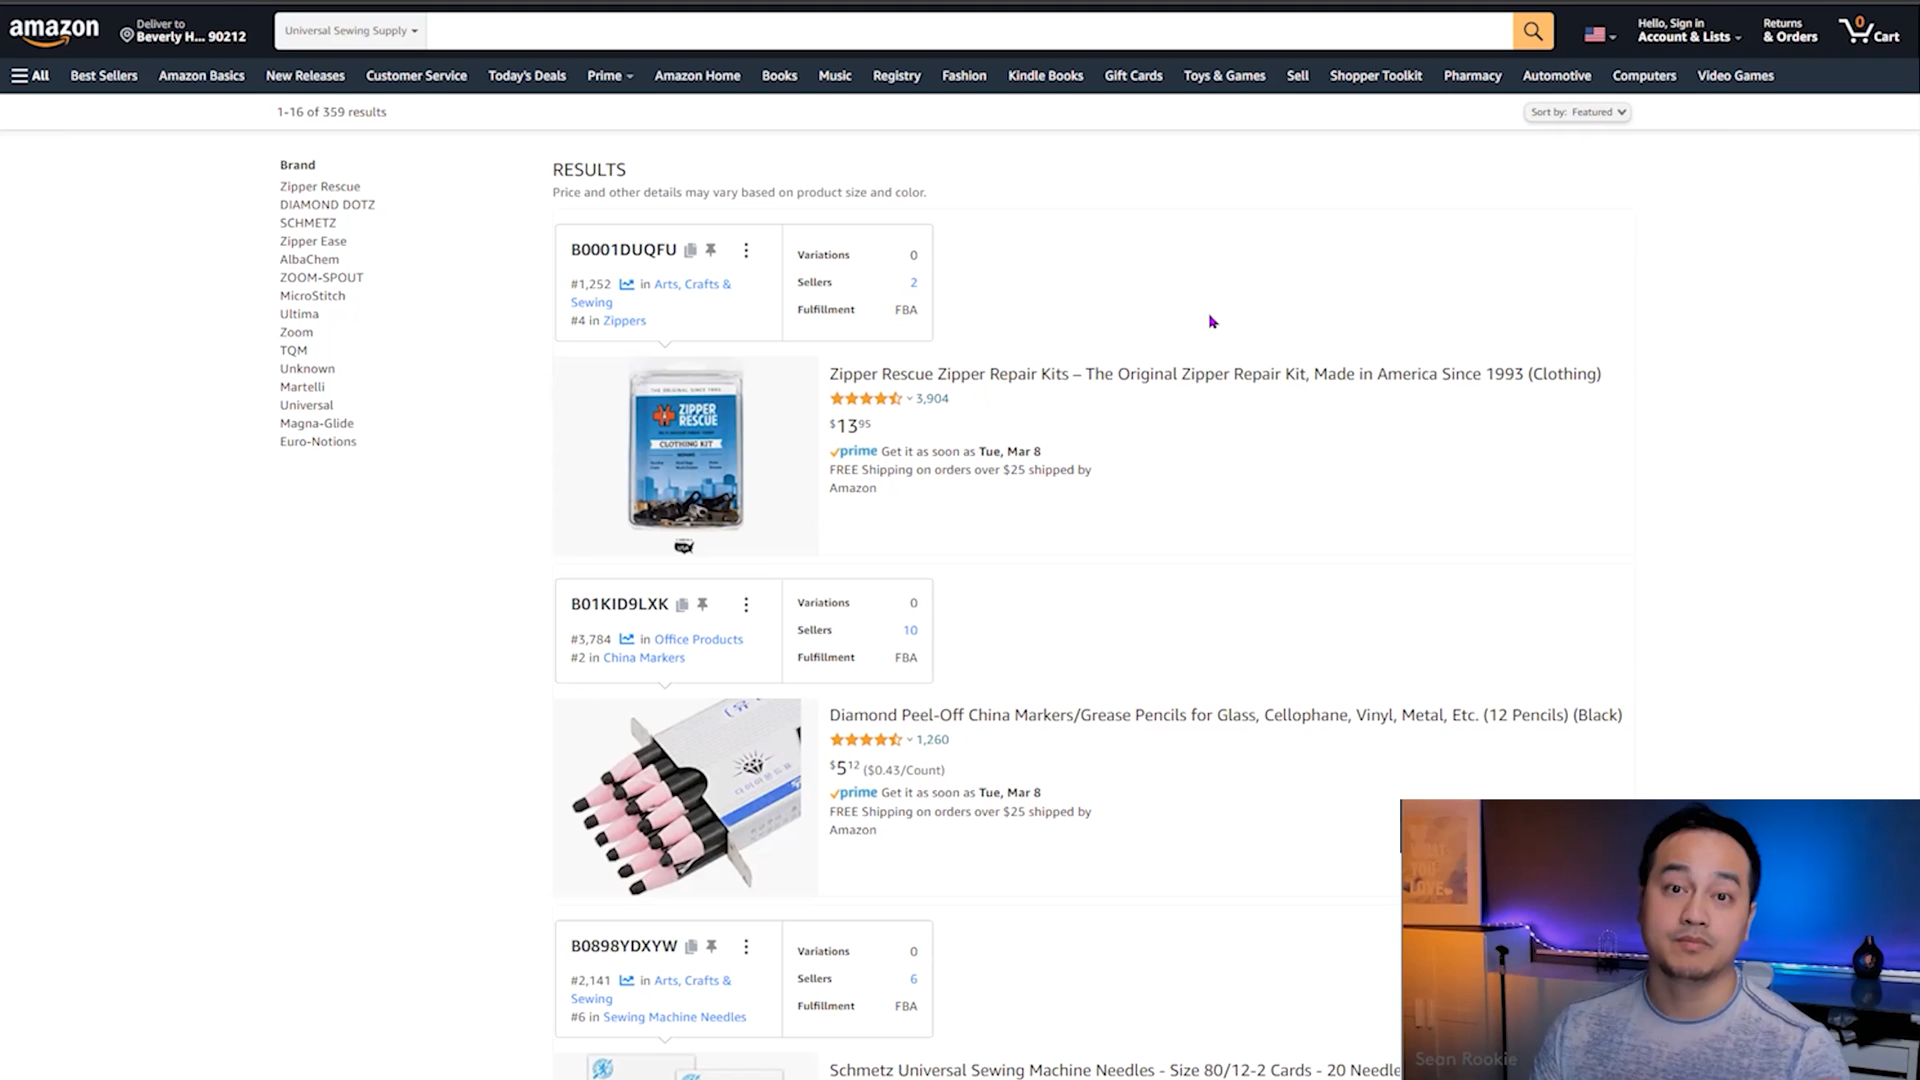 amazon
Deliver to
Beverly H... 90212
Universal Sewing Supply
Hello, Sign in
Account & Lists
Returns
& Orders
0
Cart
All
Best Sellers
Amazon Basics
New Releases
Customer Service
Today's Deals
Prime
Amazon Home
Books
Music
Registry
Fashion
Kindle Books
Gift Cards
Toys & Games
Sell
Shopper Toolkit
Pharmacy
Automotive
Computers
Video Games
1-16 of 359 results
Sort by: Featured
Brand
Zipper Rescue
DIAMOND DOTZ
SCHMETZ
Zipper Ease
AlbaChem
ZOOM-SPOUT
MicroStitch
Ultima
Zoom
TQM
Unknown
Martelli
Universal
Magna-Glide
Euro-Notions
RESULTS
Price and other details may vary based on product size and color.
B0001DUQFU
#1,252 in Arts, Crafts &
Sewing
#4 in Zippers
Variations 0
Sellers 2
Fulfillment FBA
THE ORIGINAL SINCE 1993
ZIPPER
RESCUE
CLOTHING KIT
USA
Zipper Rescue Zipper Repair Kits – The Original Zipper Repair Kit, Made in America Since 1993 (Clothing)
3,904
$13.95
prime Get it as soon as Tue, Mar 8
FREE Shipping on orders over $25 shipped by
Amazon
B01KID9LXK
#3,784 in Office Products
#2 in China Markers
Variations 0
Sellers 10
Fulfillment FBA
Diamond Peel-Off China Markers/Grease Pencils for Glass, Cellophane, Vinyl, Metal, Etc. (12 Pencils) (Black)
1,260
$5.12 ($0.43/Count)
prime Get it as soon as Tue, Mar 8
FREE Shipping on orders over $25 shipped by
Amazon
B0898YDXYW
#2,141 in Arts, Crafts &
Sewing
#6 in Sewing Machine Needles
Variations 0
Sellers 6
Fulfillment FBA
Schmetz Universal Sewing Machine Needles - Size 80/12-2 Cards - 20 Needle
WHAT
YOU
LOVE
Sean Rookie